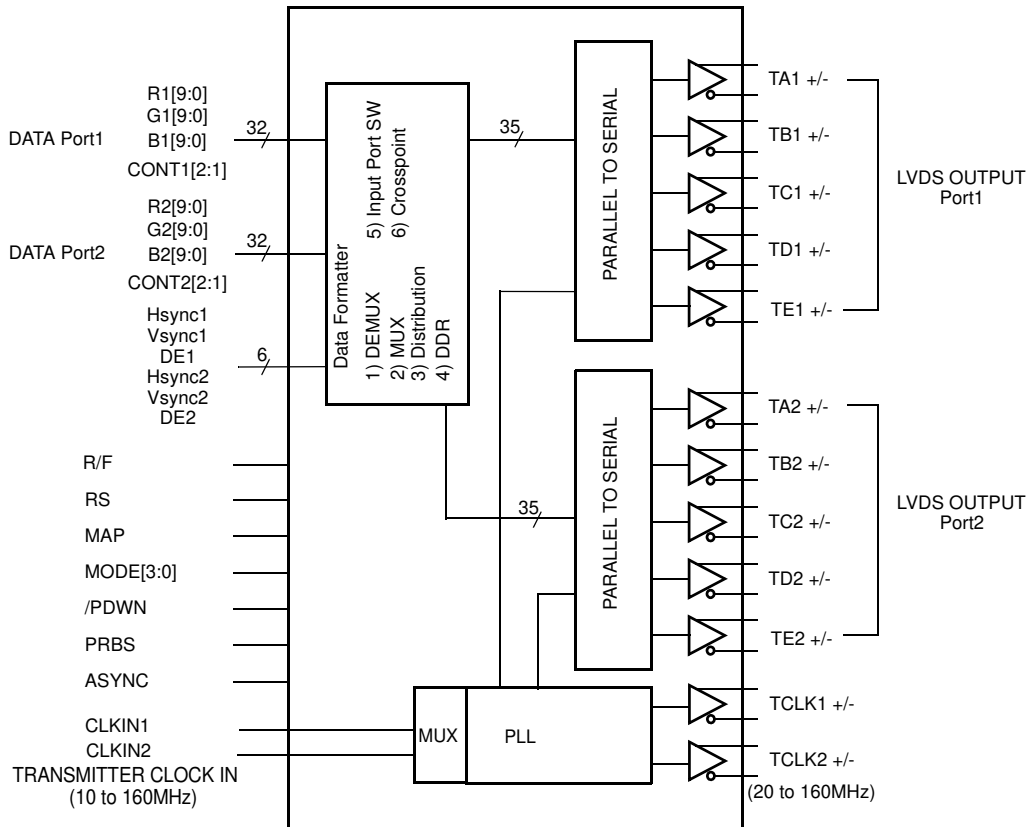 R1[9:0]
G1[9:0]
DATA Port1
B1[9:0]
32
CONT1[2:1]
R2[9:0]
G2[9:0]
DATA Port2
B2[9:0]
32
CONT2[2:1]
Hsync1
Vsync1
DE1
6
Hsync2
Vsync2
DE2
R/F
RS
MAP
MODE[3:0]
/PDWN
PRBS
ASYNC
CLKIN1
CLKIN2
TRANSMITTER CLOCK IN
(10 to 160MHz)
Data Formatter
1) DEMUX
2) MUX
3) Distribution
4) DDR
5) Input Port SW
6) Crosspoint
35
PARALLEL TO SERIAL
35
PARALLEL TO SERIAL
MUX
PLL
TA1 +/-
TB1 +/-
TC1 +/-
TD1 +/-
TE1 +/-
LVDS OUTPUT
Port1
TA2 +/-
TB2 +/-
TC2 +/-
TD2 +/-
TE2 +/-
LVDS OUTPUT
Port2
TCLK1 +/-
TCLK2 +/-
(20 to 160MHz)